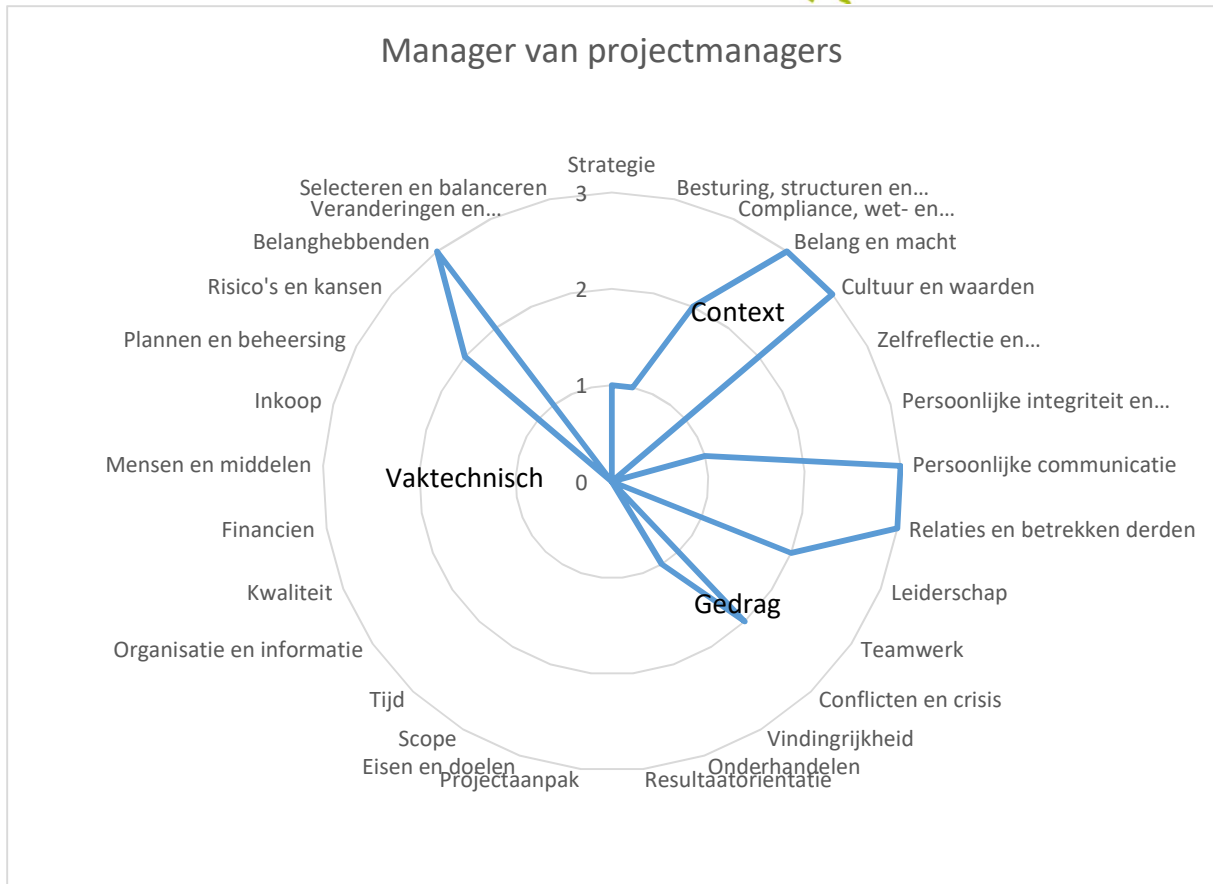 Manager van projectmanagers
Strategie
Besturing, structuren en...
Compliance, wet- en...
Belang en macht
Cultuur en waarden
Zelfreflectie en...
Persoonlijke integriteit en...
Persoonlijke communicatie
Relaties en betrekken derden
Leiderschap
Teamwerk
Conflicten en crisis
Vindingrijkheid
Onderhandelen
Resultaatoriëntatie
Projectaanpak
Eisen en doelen
Scope
Tijd
Organisatie en informatie
Kwaliteit
Financien
Mensen en middelen
Inkoop
Plannen en beheersing
Risico's en kansen
Belanghebbenden
Veranderingen en...
Selecteren en balanceren
3
2
1
0
Context
Vaktechnisch
Gedrag